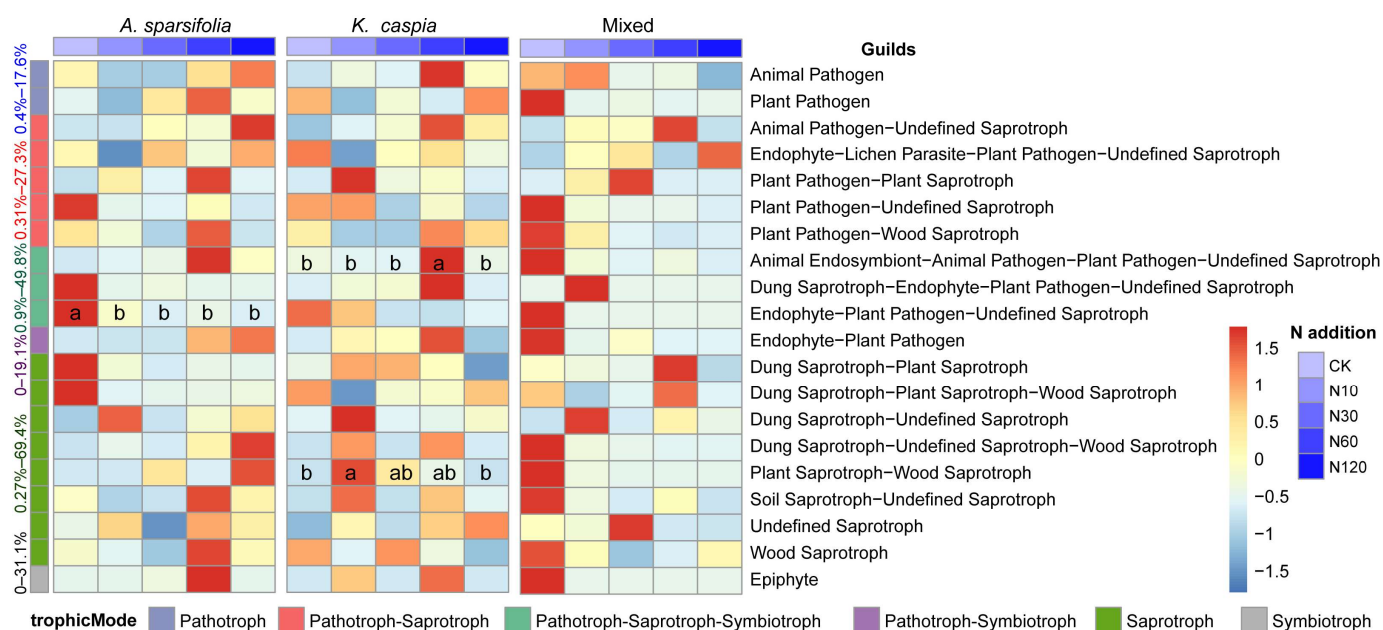 A. sparsifolia
K. caspia
Mixed
Guilds
0.4%−17.6%
0.31%−27.3%
0.9%−49.8%
0−19.1%
0.27%−69.4%
0−31.1%
Animal Pathogen
Plant Pathogen
Animal Pathogen−Undefined Saprotroph
Endophyte−Lichen Parasite−Plant Pathogen−Undefined Saprotroph
Plant Pathogen−Plant Saprotroph
Plant Pathogen−Undefined Saprotroph
Plant Pathogen−Wood Saprotroph
b b b a b
Animal Endosymbiont−Animal Pathogen−Plant Pathogen−Undefined Saprotroph
Dung Saprotroph−Endophyte−Plant Pathogen−Undefined Saprotroph
a b b b b
Endophyte−Plant Pathogen−Undefined Saprotroph
Endophyte−Plant Pathogen
Dung Saprotroph−Plant Saprotroph
Dung Saprotroph−Plant Saprotroph−Wood Saprotroph
Dung Saprotroph−Undefined Saprotroph
Dung Saprotroph−Undefined Saprotroph−Wood Saprotroph
b a ab ab b
Plant Saprotroph−Wood Saprotroph
Soil Saprotroph−Undefined Saprotroph
Undefined Saprotroph
Wood Saprotroph
Epiphyte
1.5
1
0.5
0
−0.5
−1
−1.5
N addition
CK
N10
N30
N60
N120
trophicMode Pathotroph Pathotroph-Saprotroph Pathotroph-Saprotroph-Symbiotroph Pathotroph-Symbiotroph Saprotroph Symbiotroph